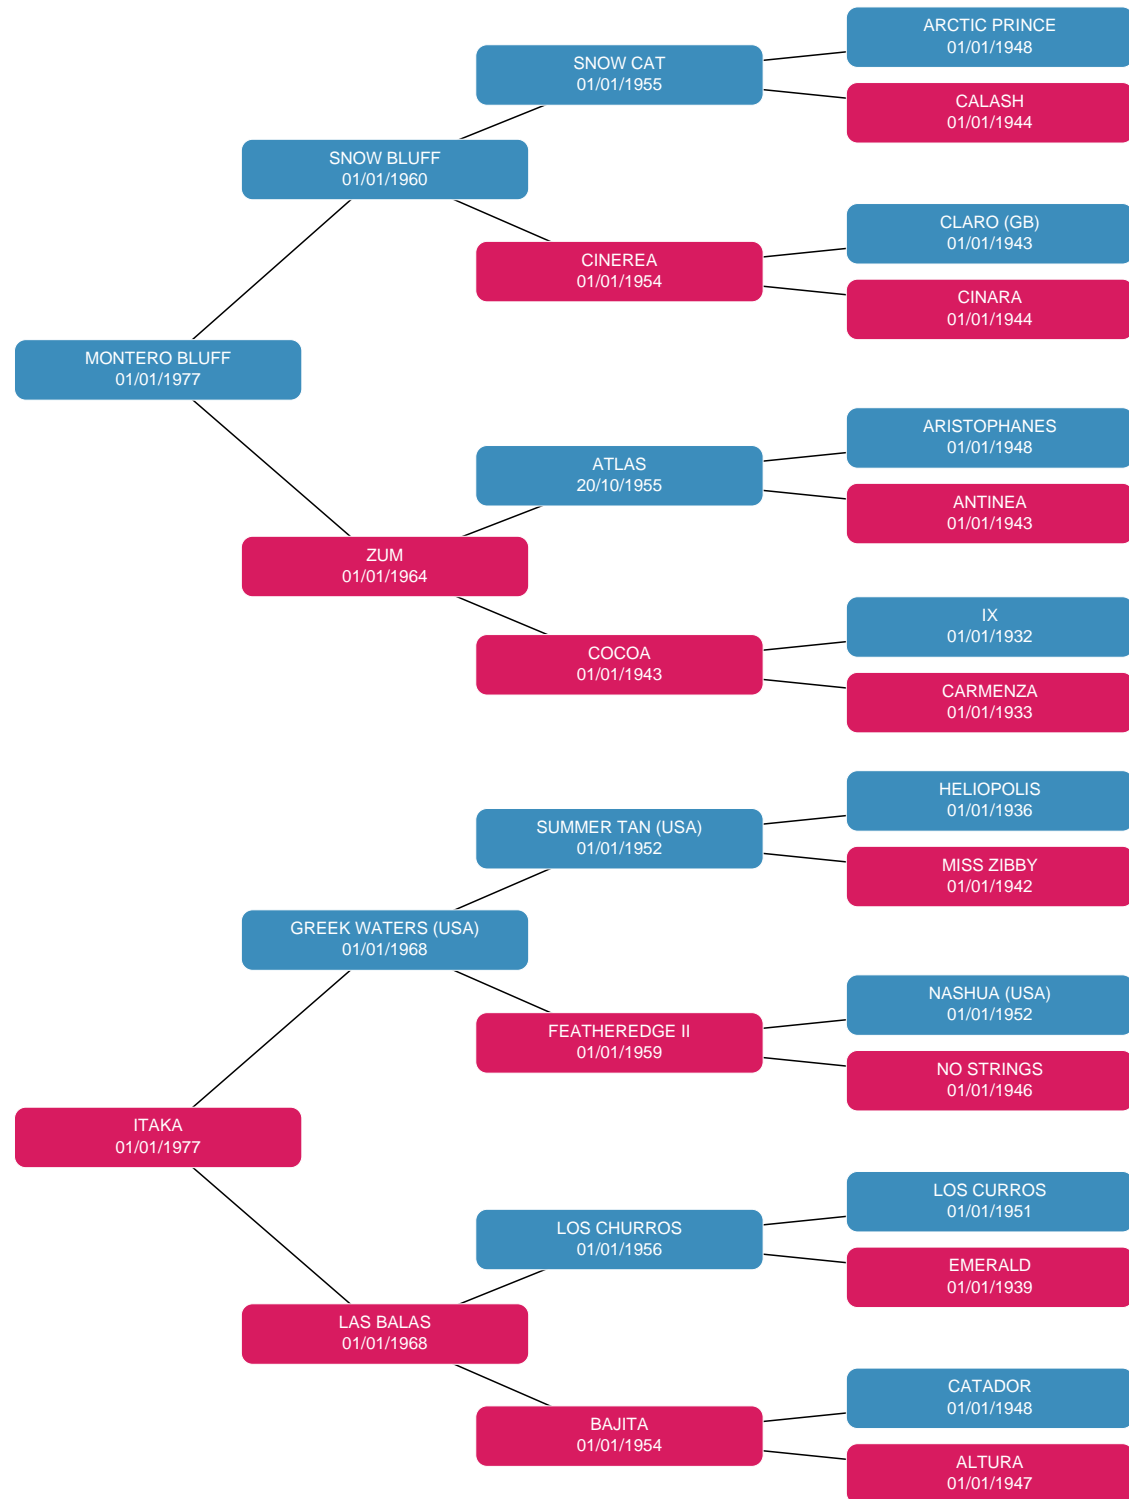 ARCTIC PRINCE
01/01/1948
SNOW CAT
01/01/1955
CALASH
01/01/1944
SNOW BLUFF
01/01/1960
CLARO (GB)
01/01/1943
CINEREA
01/01/1954
CINARA
01/01/1944
MONTERO BLUFF
01/01/1977
ARISTOPHANES
01/01/1948
ATLAS
20/10/1955
ANTINEA
01/01/1943
ZUM
01/01/1964
IX
01/01/1932
COCOA
01/01/1943
CARMENZA
01/01/1933
HELIOPOLIS
01/01/1936
SUMMER TAN (USA)
01/01/1952
MISS ZIBBY
01/01/1942
GREEK WATERS (USA)
01/01/1968
NASHUA (USA)
01/01/1952
FEATHEREDGE II
01/01/1959
NO STRINGS
01/01/1946
ITAKA
01/01/1977
LOS CURROS
01/01/1951
LOS CHURROS
01/01/1956
EMERALD
01/01/1939
LAS BALAS
01/01/1968
CATADOR
01/01/1948
BAJITA
01/01/1954
ALTURA
01/01/1947